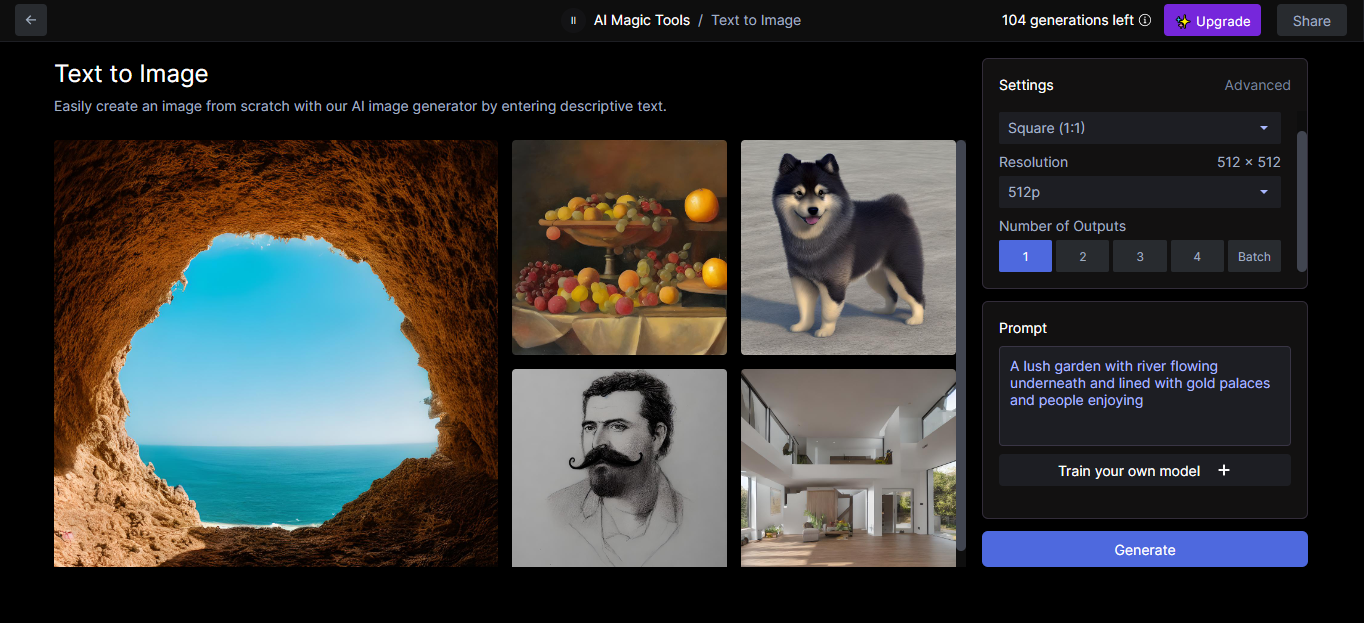 AI Magic Tools / Text to Image
104 generations left
Upgrade
Share
Text to Image
Easily create an image from scratch with our AI image generator by entering descriptive text.
Settings
Advanced
Square (1:1)
Resolution
512 × 512
512p
Number of Outputs
1
2
3
4
Batch
Prompt
A lush garden with river flowing
underneath and lined with gold palaces
and people enjoying
Train your own model +
Generate